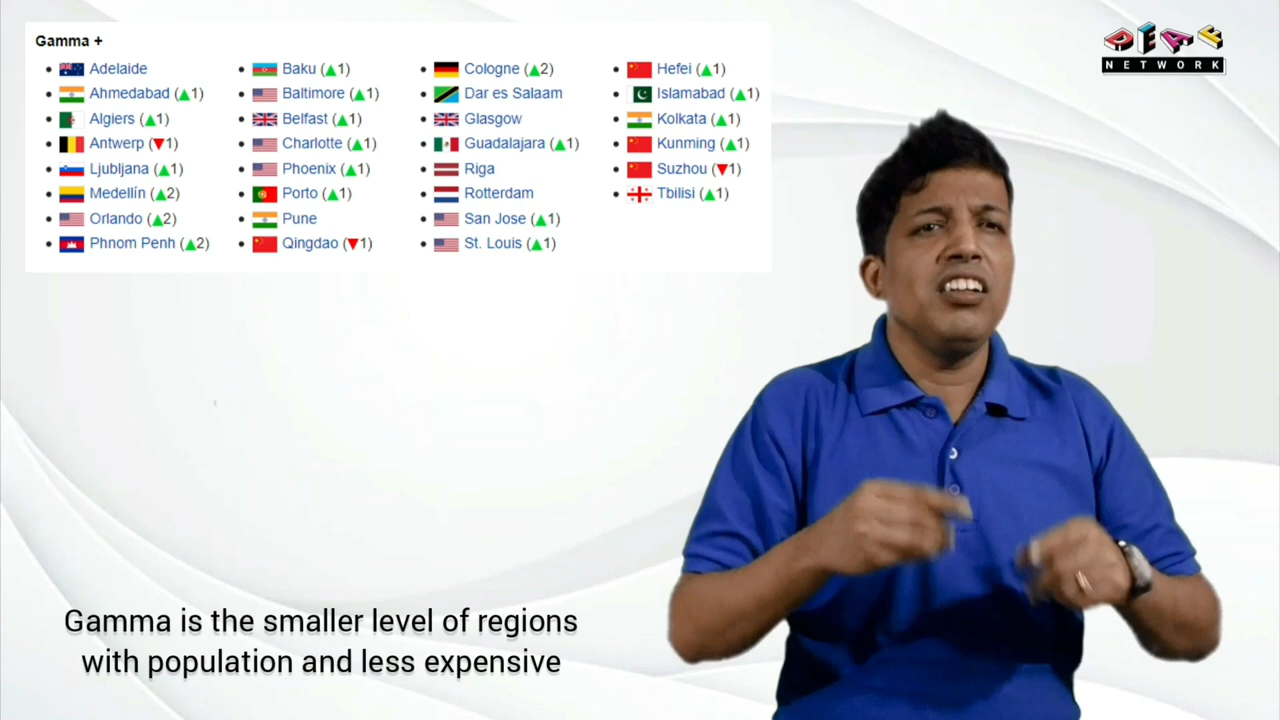 DEAF
NETWORK
Gamma +
Adelaide
Ahmedabad (▲1)
Algiers (▲1)
Antwerp (▼1)
Ljubljana (▲1)
Medellín (▲2)
Orlando (▲2)
Phnom Penh (▲2)
Baku (▲1)
Baltimore (▲1)
Belfast (▲1)
Charlotte (▲1)
Phoenix (▲1)
Porto (▲1)
Pune
Qingdao (▼1)
Cologne (▲2)
Dar es Salaam
Glasgow
Guadalajara (▲1)
Riga
Rotterdam
San Jose (▲1)
St. Louis (▲1)
Hefei (▲1)
Islamabad (▲1)
Kolkata (▲1)
Kunming (▲1)
Suzhou (▼1)
Tbilisi (▲1)
Gamma is the smaller level of regions
with population and less expensive